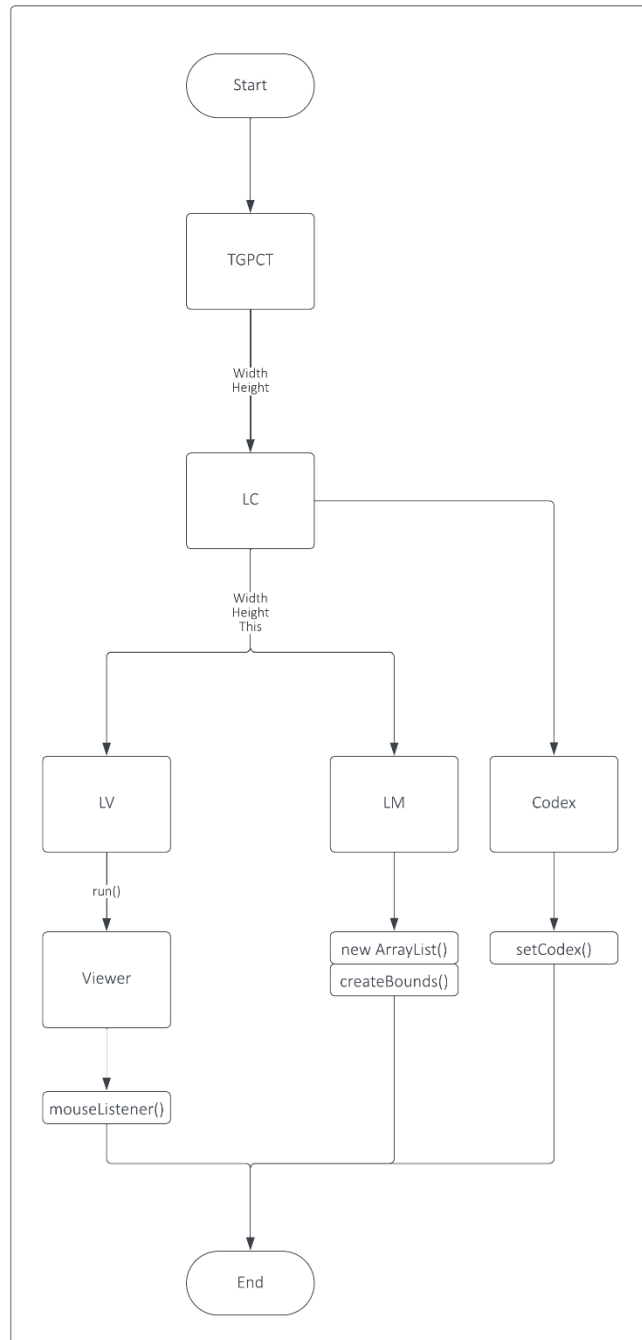 Start
TGPCT
Width
Height
LC
Width
Height
This
LV
LM
Codex
run()
new ArrayList()
setCodex()
Viewer
createBounds()
mouseListener()
End